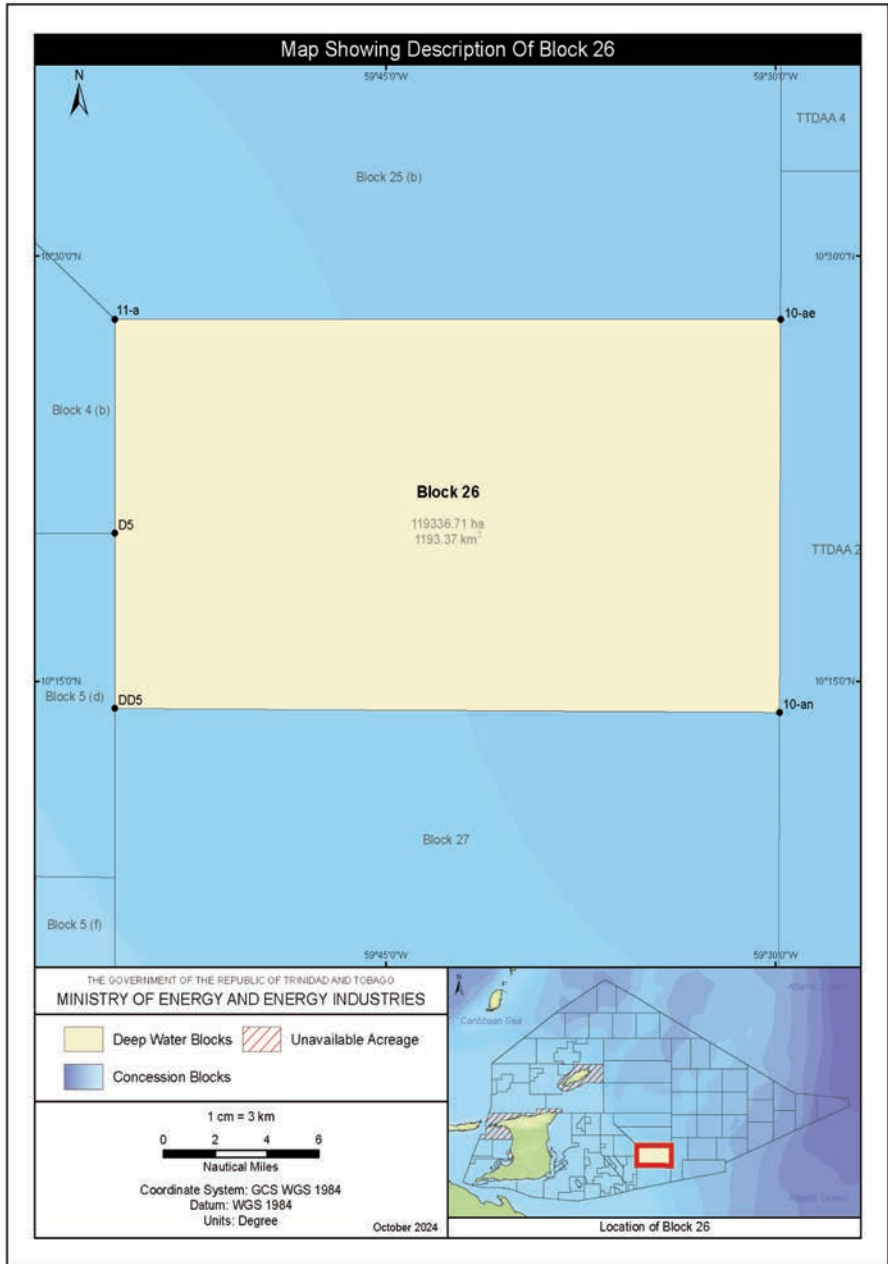 Map Showing Description Of Block 26
N
59°45'0"W
59°30'0"W
TTDAA 4
Block 25 (b)
10°30'0"N
10°30'0"N
11-a
10-ae
Block 4 (b)
Block 26
119336.71 ha
1193.37 km²
D5
TTDAA 2
10°15'0"N
10°15'0"N
Block 5 (d)
DD5
10-an
Block 27
Block 5 (f)
59°45'0"W
59°30'0"W
THE GOVERNMENT OF THE REPUBLIC OF TRINIDAD AND TOBAGO
MINISTRY OF ENERGY AND ENERGY INDUSTRIES
Deep Water Blocks
Unavailable Acreage
Concession Blocks
1 cm = 3 km
0 2 4 6
Nautical Miles
Coordinate System: GCS WGS 1984
Datum: WGS 1984
Units: Degree
October 2024
N
Atlantic Ocean
Caribbean Sea
Atlantic Ocean
Location of Block 26